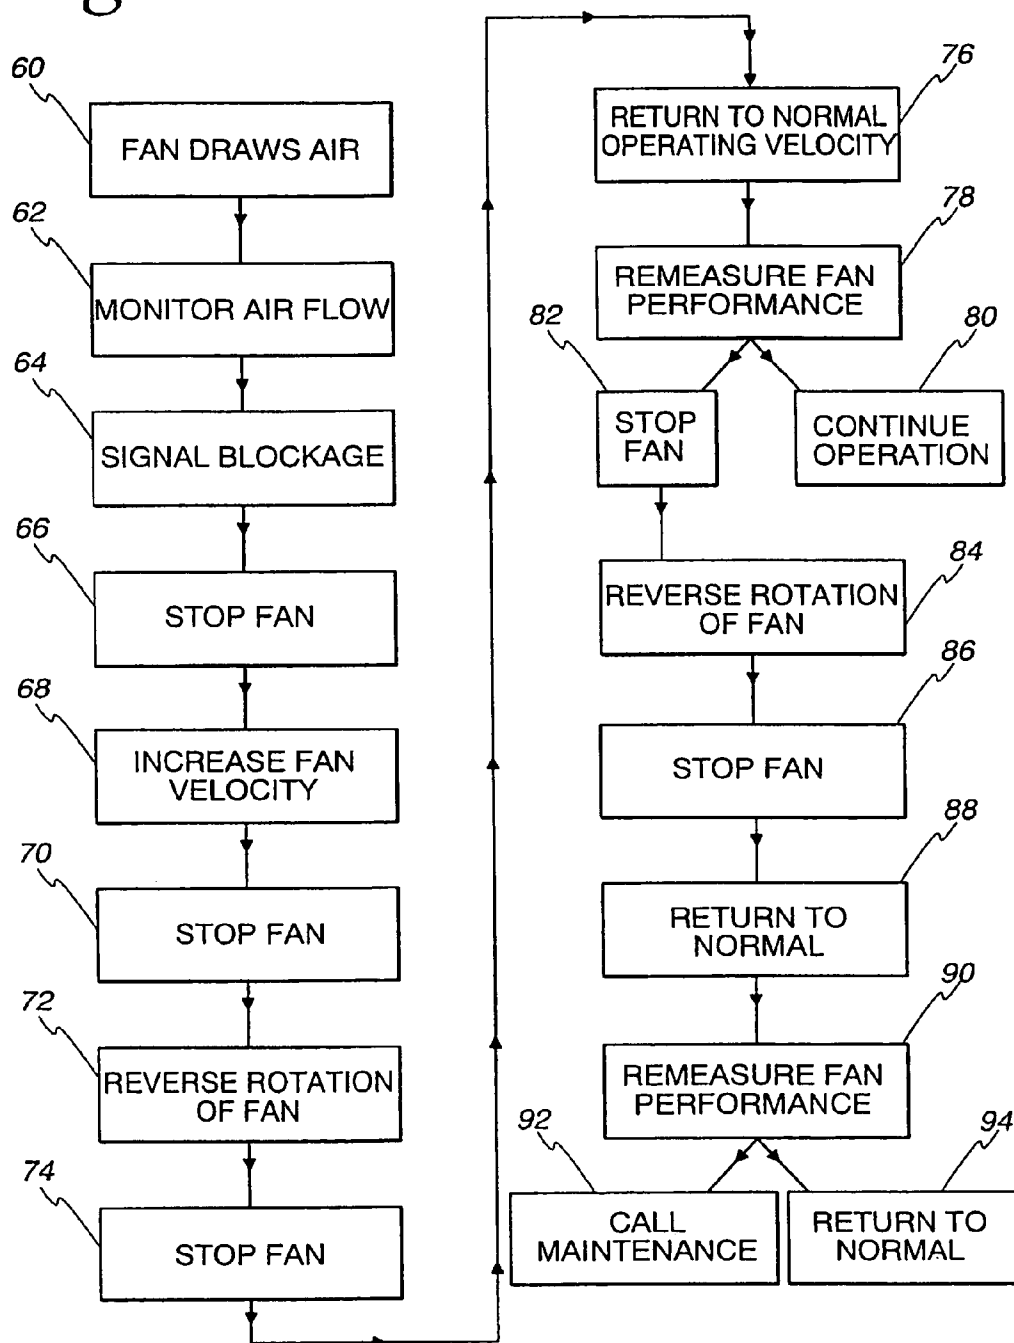 60
FAN DRAWS AIR
62
MONITOR AIR FLOW
64
SIGNAL BLOCKAGE
66
STOP FAN
68
INCREASE FAN
VELOCITY
70
STOP FAN
72
REVERSE ROTATION
OF FAN
74
STOP FAN
76
RETURN TO NORMAL
OPERATING VELOCITY
78
REMEASURE FAN
PERFORMANCE
82
STOP
FAN
80
CONTINUE
OPERATION
84
REVERSE ROTATION
OF FAN
86
STOP FAN
88
RETURN TO
NORMAL
90
REMEASURE FAN
PERFORMANCE
92
CALL
MAINTENANCE
94
RETURN TO
NORMAL